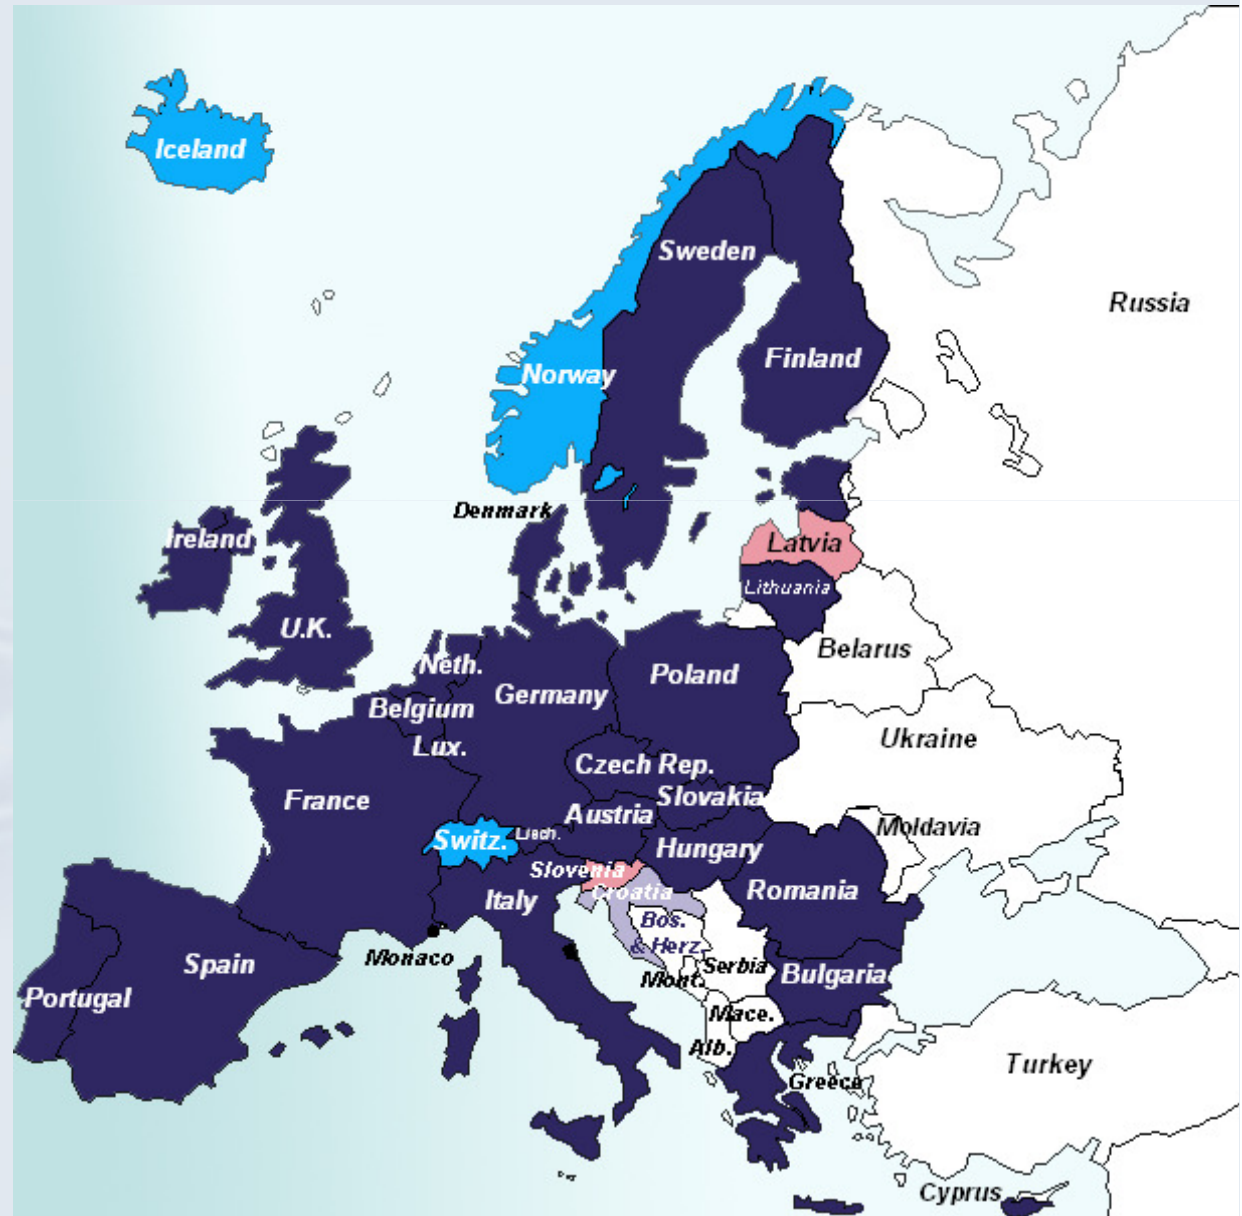 Iceland
Sweden
Russia
Finland
Norway
Denmark
Ireland
Latvia
Lithuania
U.K.
Belarus
Neth.
Poland
Germany
Belgium
Ukraine
Lux.
Czech Rep.
Slovakia
France
Austria
Moldavia
Switz.
Liech.
Hungary
Slovenia
Croatia
Romania
Italy
Bos.
& Herz.
Monaco
Spain
Serbia
Bulgaria
Mont.
Portugal
Mace.
Alb.
Turkey
Greece
Cyprus